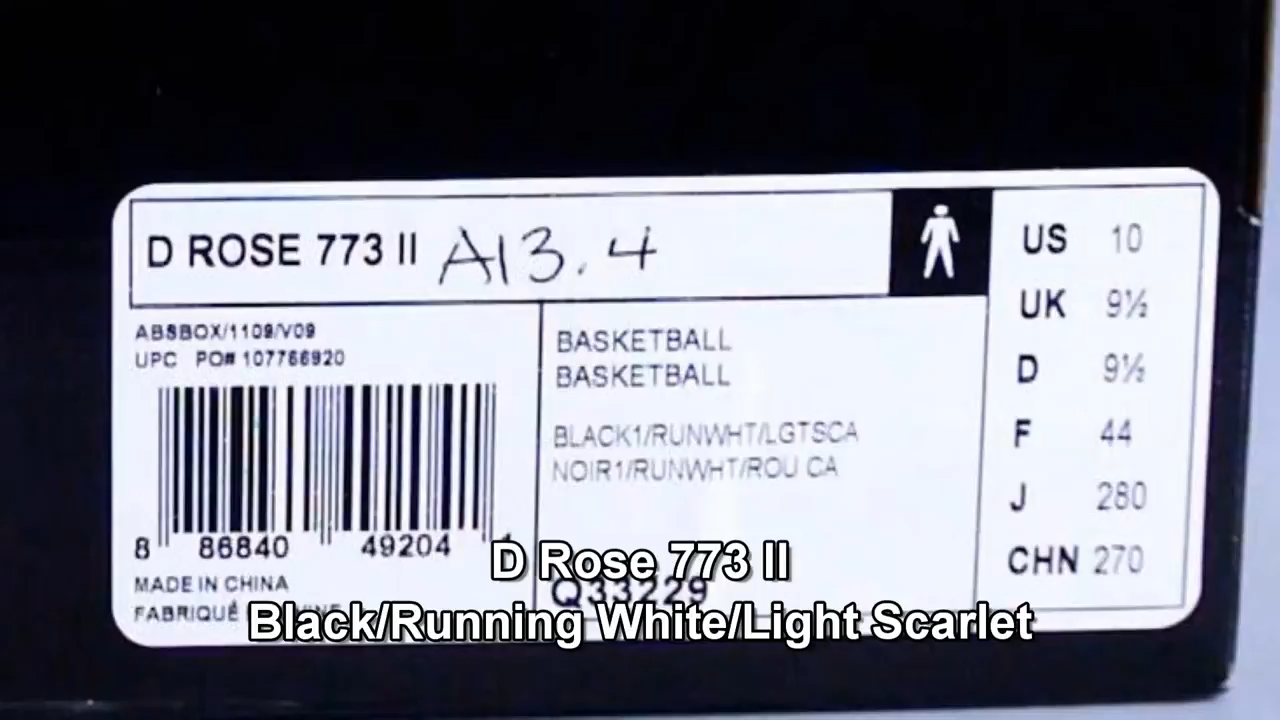 D ROSE 773 II A13.4
ABSBOX/1109/V09
UPC PO# 107766920
8 86840 49204
MADE IN CHINA
FABRIQUÉ
BASKETBALL
BASKETBALL
BLACK1/RUNWHT/LGTSCA
NOIR1/RUNWHT/ROU CA
Q33229
US 10
UK 9½
D 9½
F 44
J 280
CHN 270
D Rose 773 II
Black/Running White/Light Scarlet